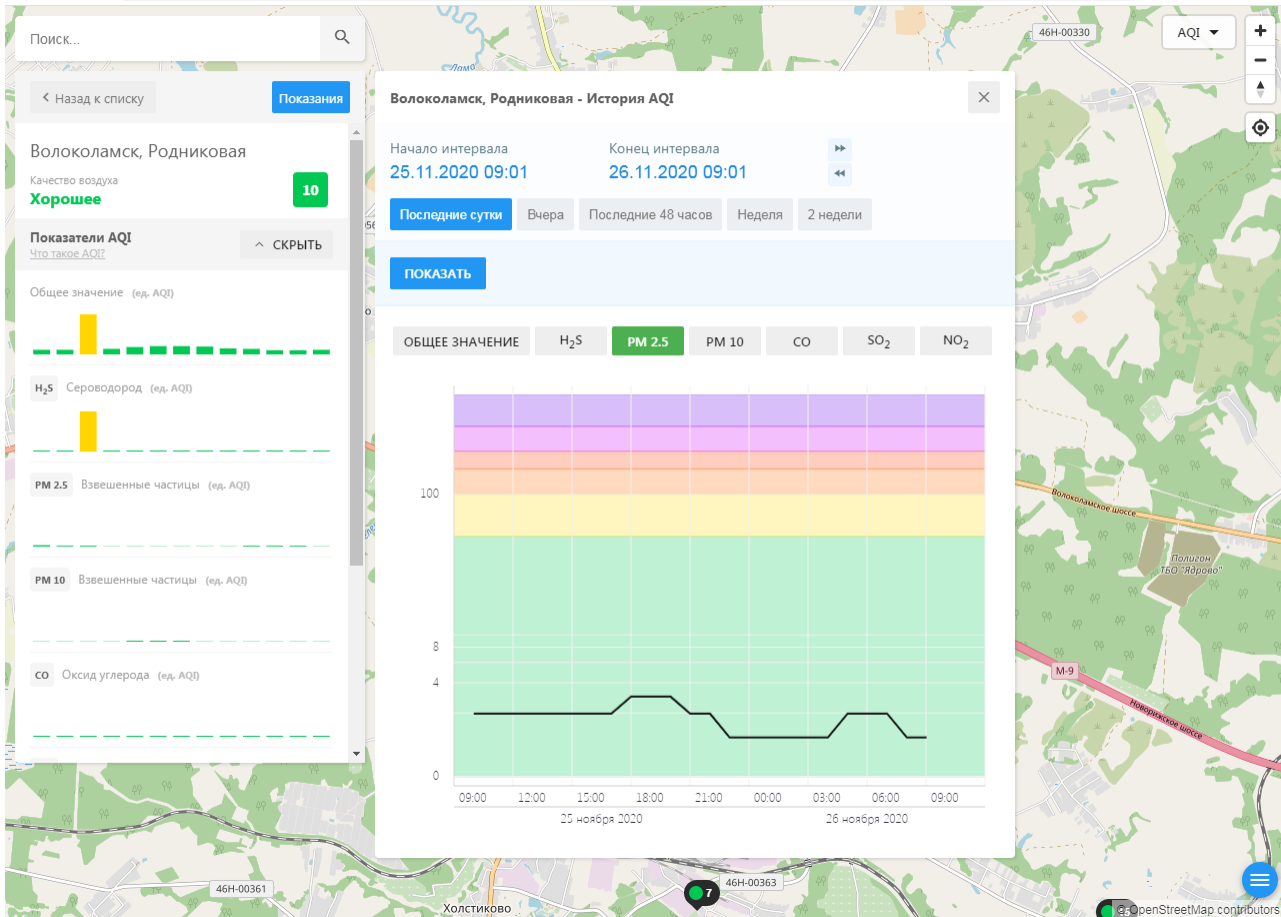 Поиск...
46Н-00330
AQI
Лама
Назад к списку
Показания
Волоколамск, Родниковая - История AQI
Волоколамск, Родниковая
Качество воздуха
Хорошее
10
Начало интервала
Конец интервала
25.11.2020 09:01
26.11.2020 09:01
Последние сутки
Вчера
Последние 48 часов
Неделя
2 недели
Показатели AQI
Что такое AQI?
СКРЫТЬ
ПОКАЗАТЬ
Общее значение (ед. AQI)
ОБЩЕЕ ЗНАЧЕНИЕ
H2S
PM 2.5
PM 10
CO
SO2
NO2
H2S Сероводород (ед. AQI)
PM 2.5 Взвешенные частицы (ед. AQI)
PM 10 Взвешенные частицы (ед. AQI)
CO Оксид углерода (ед. AQI)
100
8
4
0
09:00
12:00
15:00
18:00
21:00
00:00
03:00
06:00
09:00
25 ноября 2020
26 ноября 2020
Волоколамское шоссе
Полигон
ТБО "Ядрово"
М-9
Новорижское шоссе
46Н-00361
7
46Н-00363
Холстиково
© OpenStreetMap contributors